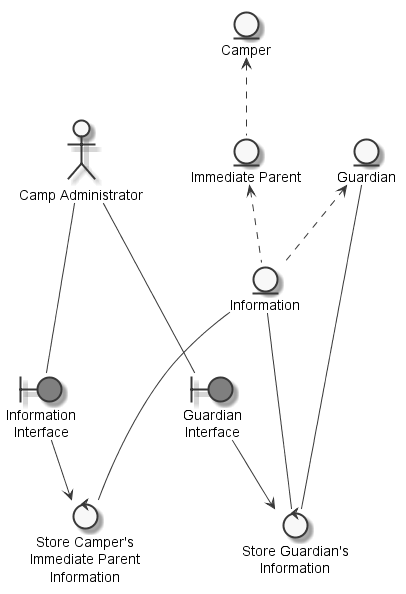 Camper
Immediate Parent
Guardian
Camp Administrator
Information
Information
Interface
Guardian
Interface
Store Camper's
Immediate Parent
Information
Store Guardian's
Information